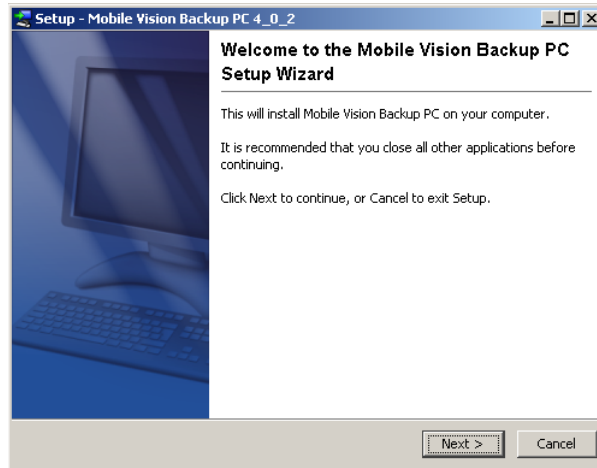 Setup - Mobile Vision Backup PC 4_0_2
Welcome to the Mobile Vision Backup PC
Setup Wizard
This will install Mobile Vision Backup PC on your computer.
It is recommended that you close all other applications before
continuing.
Click Next to continue, or Cancel to exit Setup.
Next >
Cancel